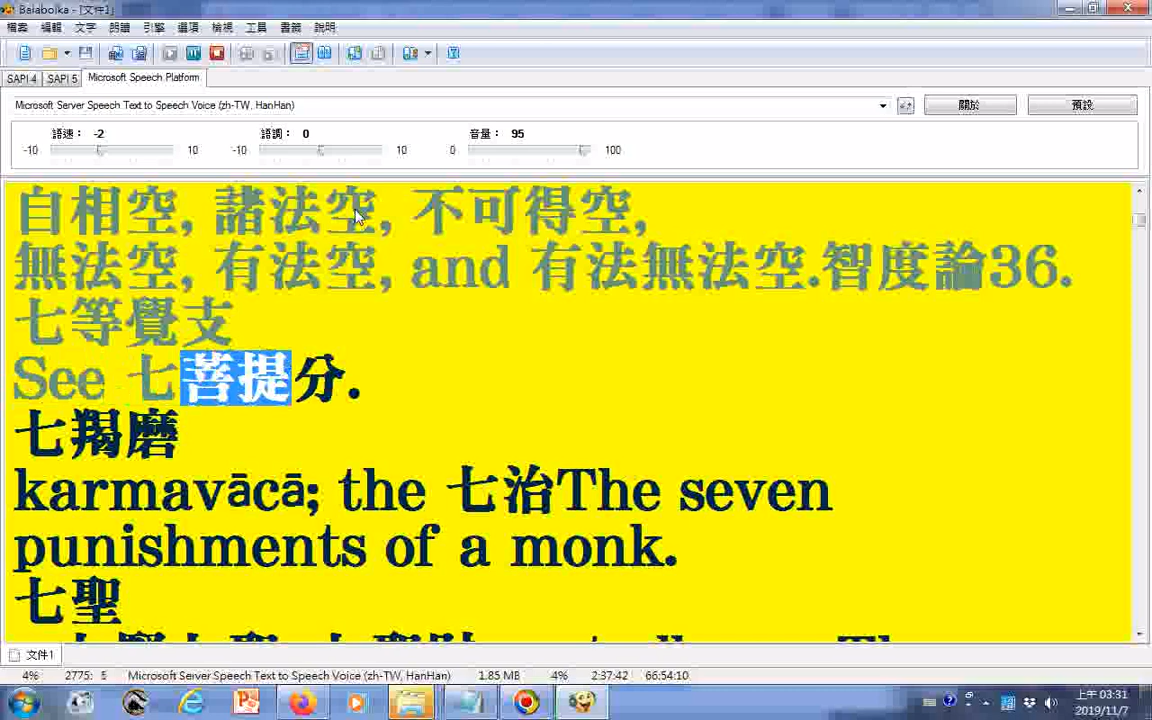 Balabolka - [文件1]
檔案 編輯 文字 朗讀 引擎 選項 檢視 工具 書籤 說明
SAPI 4 SAPI 5 Microsoft Speech Platform
Microsoft Server Speech Text to Speech Voice (zh-TW, HanHan) 關於 預設
語速： -2 語調： 0 音量： 95
-10 10 -10 10 0 100
自相空, 諸法空, 不可得空,
無法空, 有法空, and 有法無法空.智度論36.
七等覺支
See 七菩提分.
七羯磨
karmavācā; the 七治The seven
punishments of a monk.
七聖
文件1
4% 2775: 5 Microsoft Server Speech Text to Speech Voice (zh-TW, HanHan) 1.85 MB 4% 2:37:42 66:54:10
上午 03:31
2019/11/7